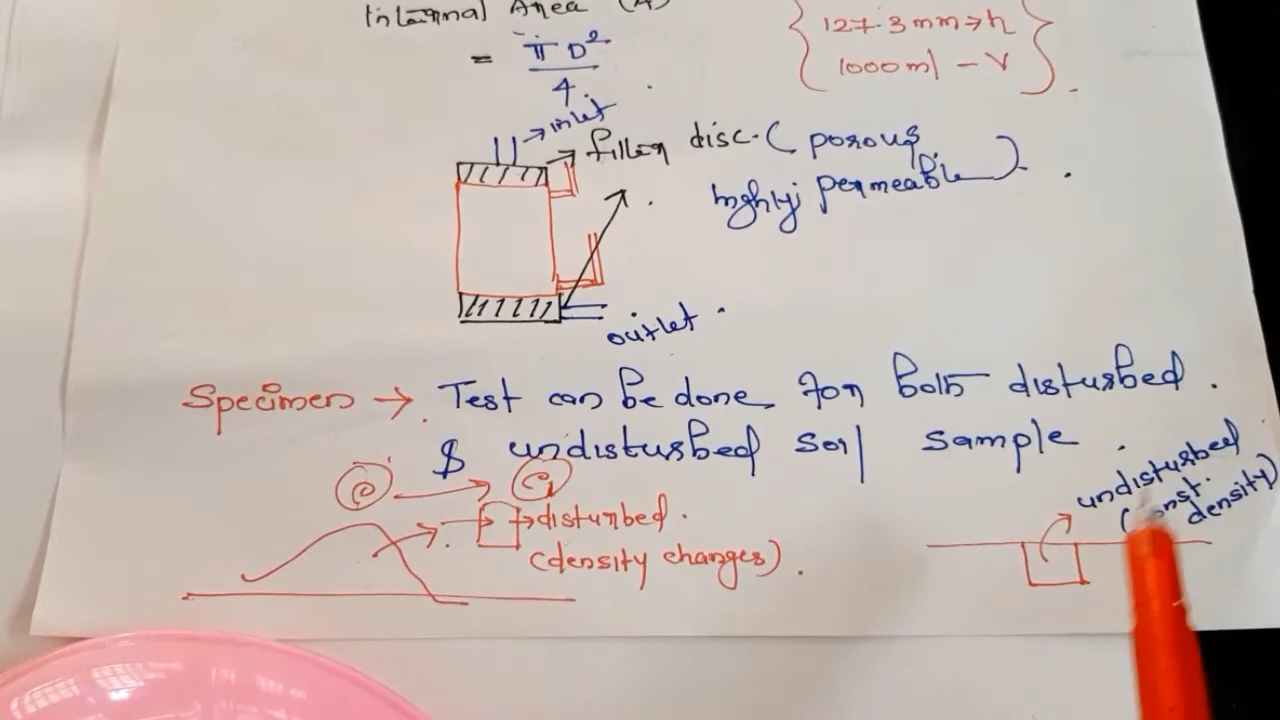 Internal Area (A)
= π D²
4
127.3 mm → h
1000 ml – V
→ inlet
filter disc. ( porous
highly permeable )
outlet
Specimen → Test can be done for both disturbed
$ undisturbed soil sample
→ disturbed
(density changes)
undisturbed
density)